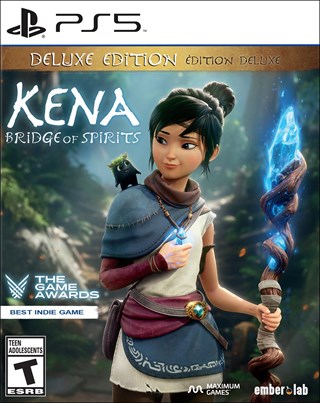 PS5
DELUXE EDITION ÉDITION DELUXE
KENA
BRIDGE OF SPIRITS
THE
GAME
AWARDS
BEST INDIE GAME
TEEN
ADOLESCENTS
T
ESRB
MAXIMUM
GAMES
ember lab